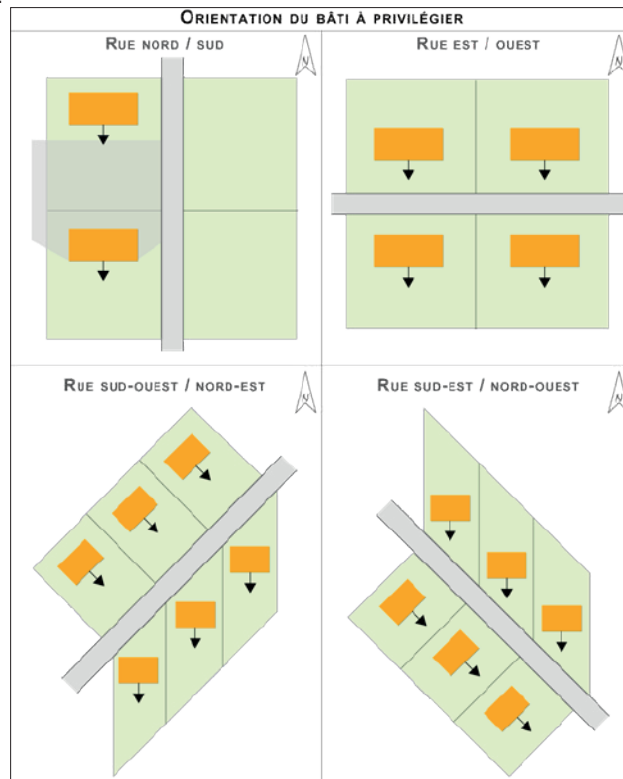 ORIENTATION DU BÂTI À PRIVILÉGIER
RUE NORD / SUD
N
RUE EST / OUEST
N
RUE SUD-OUEST / NORD-EST
N
RUE SUD-EST / NORD-OUEST
N